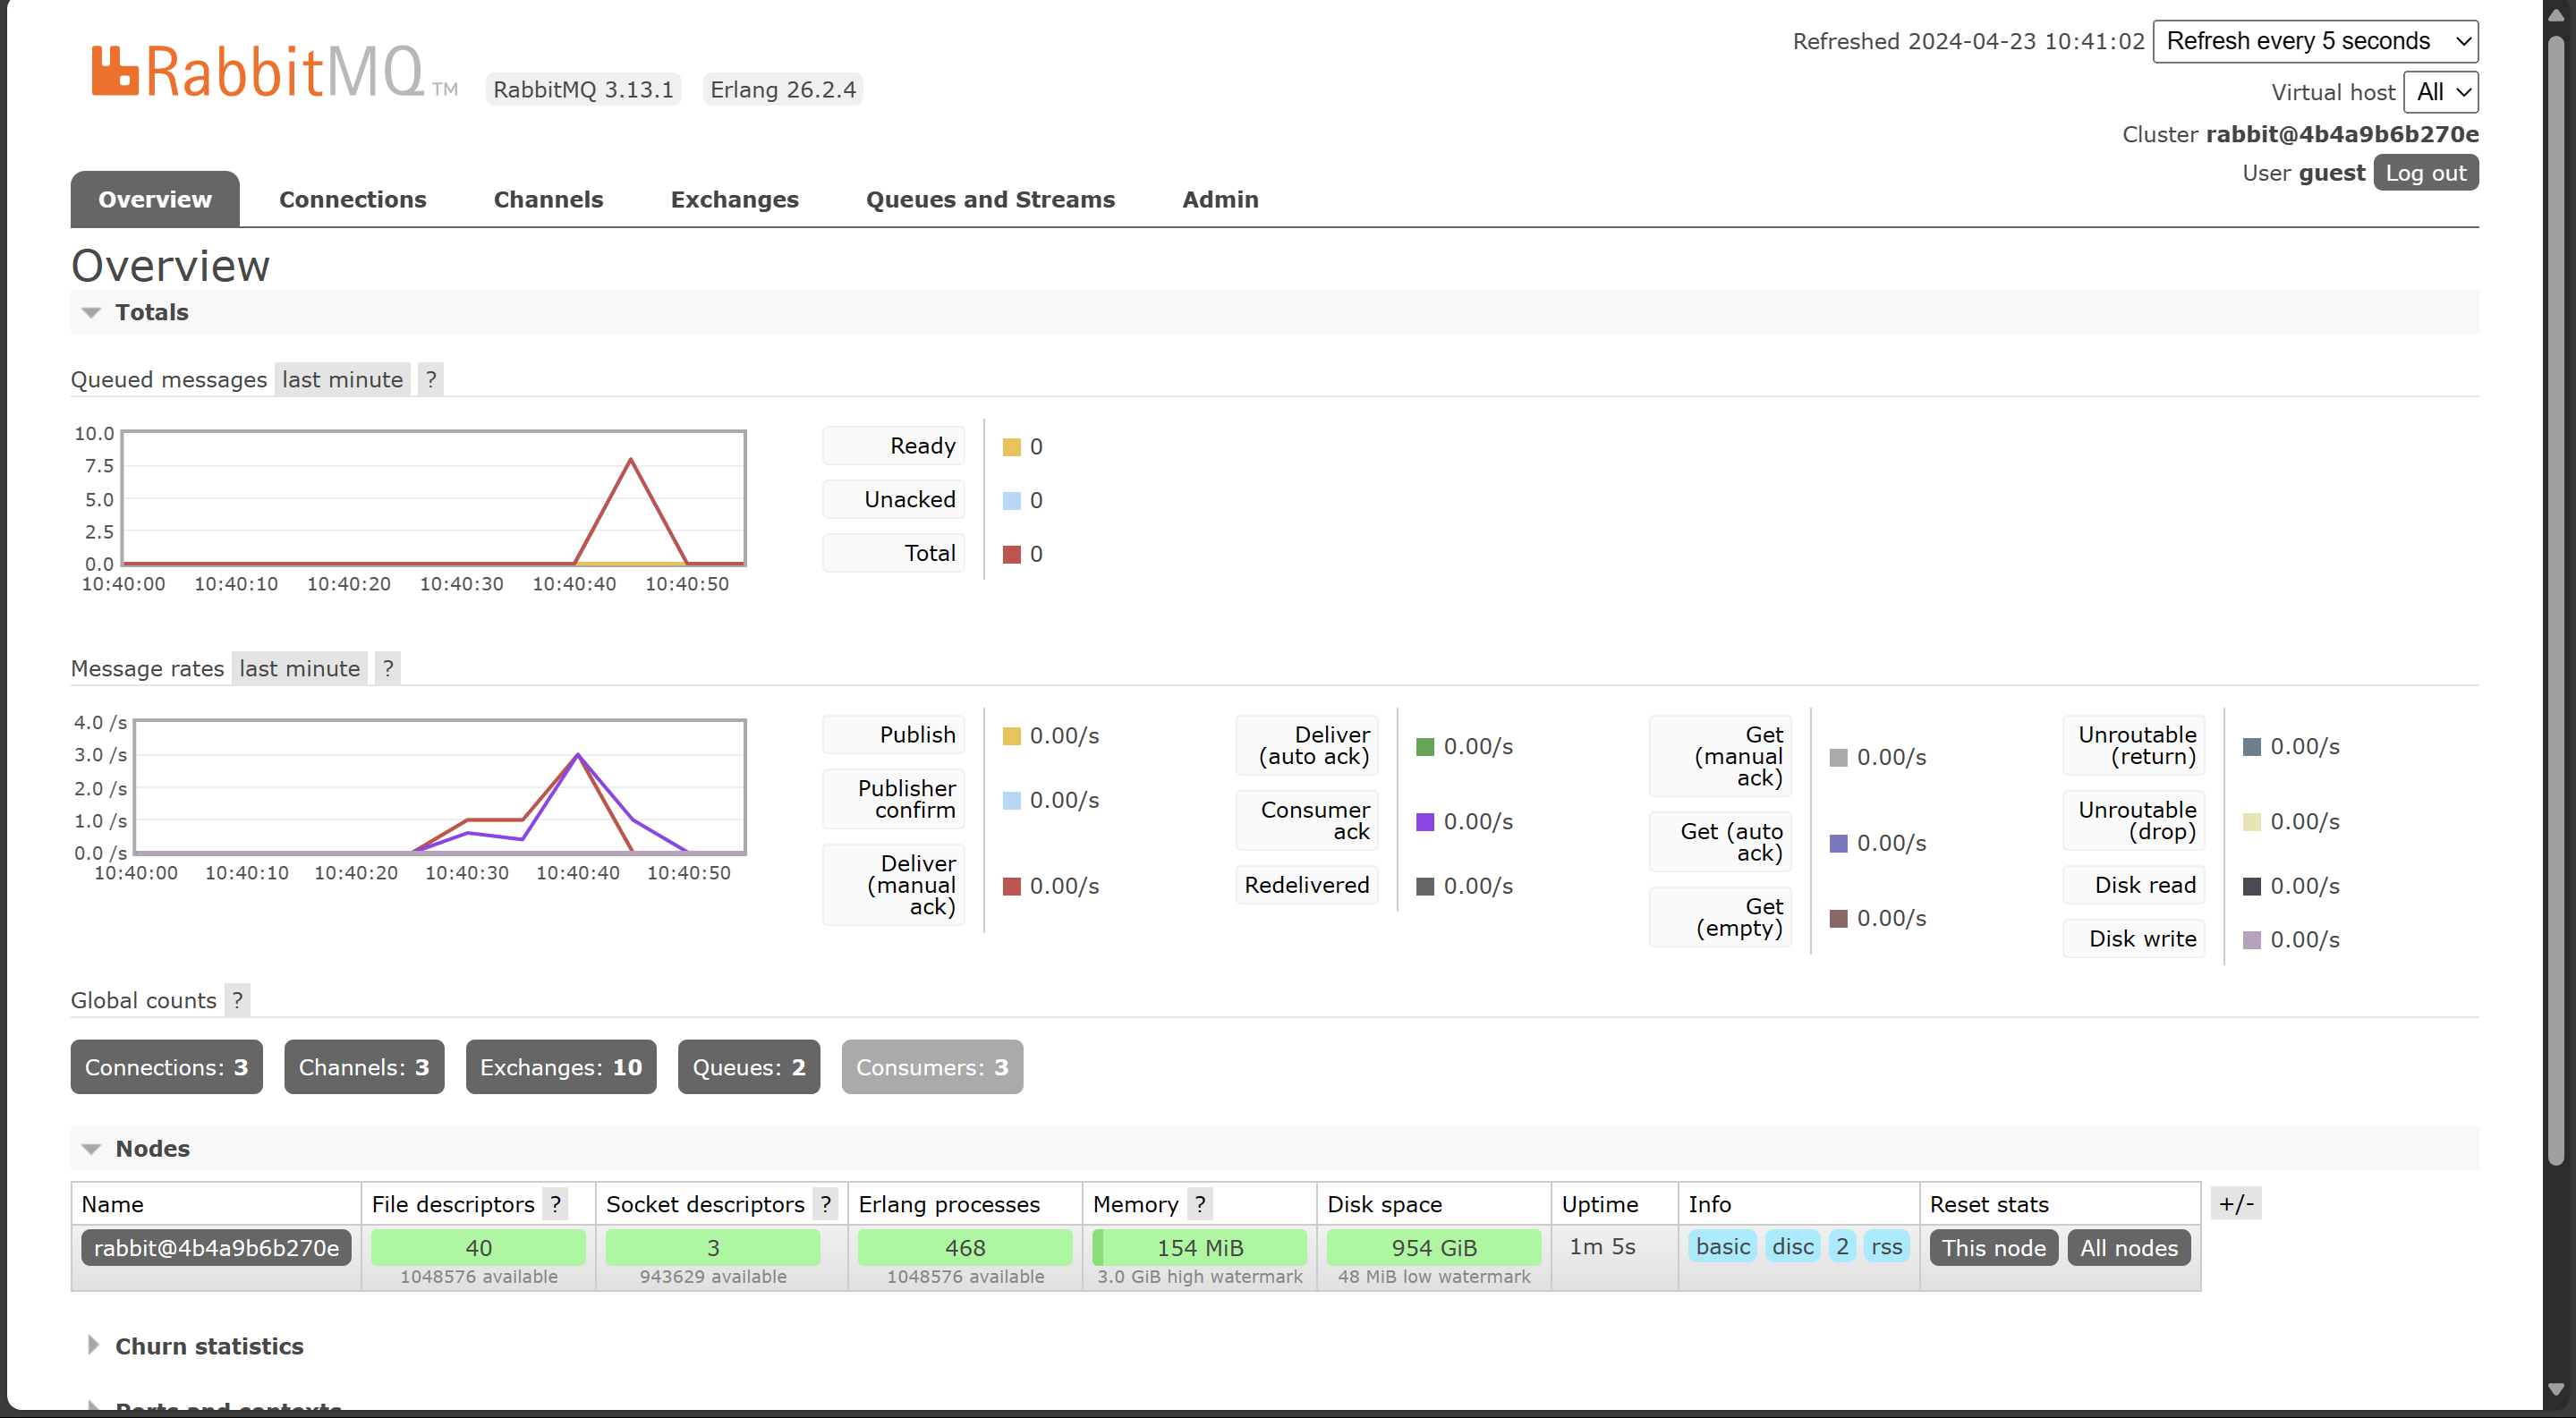 RabbitMQ TM RabbitMQ 3.13.1 Erlang 26.2.4
Refreshed 2024-04-23 10:41:02 Refresh every 5 seconds
Virtual host All
Cluster rabbit@4b4a9b6b270e
User guest Log out
Overview Connections Channels Exchanges Queues and Streams Admin
Overview
Totals
Queued messages last minute ?
10.0
7.5
5.0
2.5
0.0
10:40:00 10:40:10 10:40:20 10:40:30 10:40:40 10:40:50
Ready 0
Unacked 0
Total 0
Message rates last minute ?
4.0 /s
3.0 /s
2.0 /s
1.0 /s
0.0 /s
10:40:00 10:40:10 10:40:20 10:40:30 10:40:40 10:40:50
Publish 0.00/s
Publisher
confirm 0.00/s
Deliver
(manual
ack) 0.00/s
Deliver
(auto ack) 0.00/s
Consumer
ack 0.00/s
Redelivered 0.00/s
Get
(manual
ack) 0.00/s
Get (auto
ack) 0.00/s
Get
(empty) 0.00/s
Unroutable
(return) 0.00/s
Unroutable
(drop) 0.00/s
Disk read 0.00/s
Disk write 0.00/s
Global counts ?
Connections: 3 Channels: 3 Exchanges: 10 Queues: 2 Consumers: 3
Nodes
Name File descriptors ? Socket descriptors ? Erlang processes Memory ? Disk space Uptime Info Reset stats +/-
rabbit@4b4a9b6b270e 40 3 468 154 MiB 954 GiB 1m 5s basic disc 2 rss This node All nodes
1048576 available 943629 available 1048576 available 3.0 GiB high watermark 48 MiB low watermark
Churn statistics
Ports and contexts